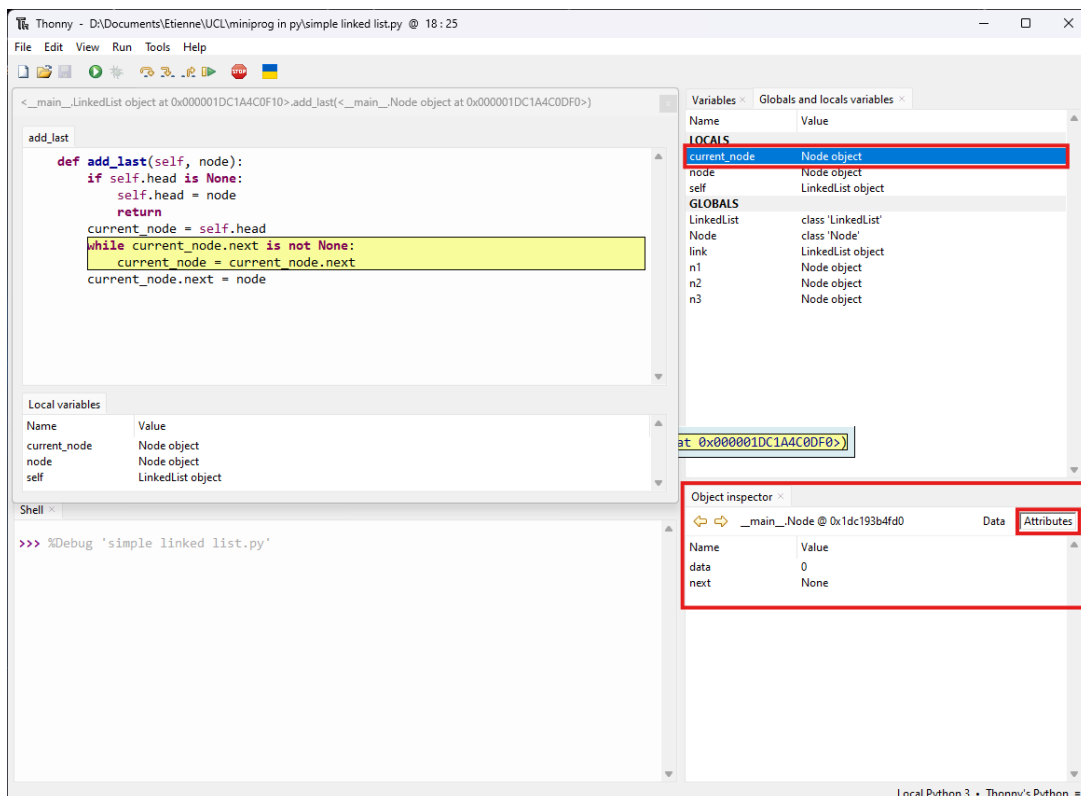 Thonny - D:\Documents\Etienne\UCL\miniprog in py\simple linked list.py @ 18 : 25
File Edit View Run Tools Help
STOP
<__main__.LinkedList object at 0x000001DC1A4C0F10>.add_last(<__main__.Node object at 0x000001DC1A4C0DF0>)
add_last
def add_last(self, node):
if self.head is None:
self.head = node
return
current_node = self.head
while current_node.next is not None:
current_node = current_node.next
current_node.next = node
Local variables
Name Value
current_node Node object
node Node object
self LinkedList object
Shell
>>> %Debug 'simple linked list.py'
Variables Globals and locals variables
Name Value
LOCALS
current_node Node object
node Node object
self LinkedList object
GLOBALS
LinkedList class 'LinkedList'
Node class 'Node'
link LinkedList object
n1 Node object
n2 Node object
n3 Node object
at 0x000001DC1A4C0DF0>)
Object inspector
__main__.Node @ 0x1dc193b4fd0 Data Attributes
Name Value
data 0
next None
Local Python 3 • Thonny's Python